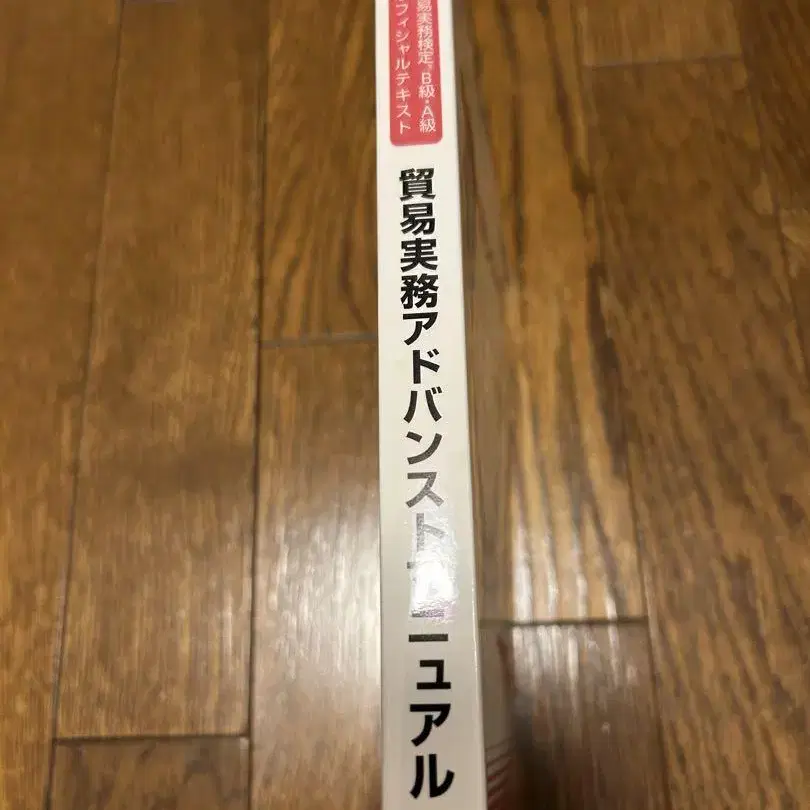 易実務検定®B級・A級
フィシャルテキスト
貿易実務アドバンストマニュアル